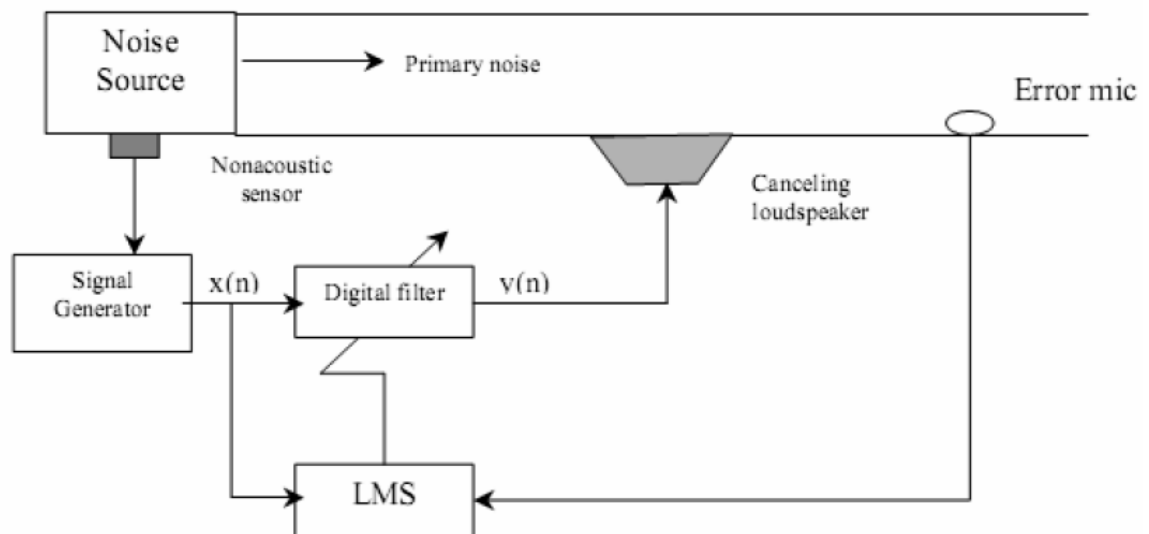 Noise
Source
Primary noise
Error mic
Nonacoustic
sensor
Canceling
loudspeaker
Signal
Generator
x(n)
Digital filter
y(n)
LMS